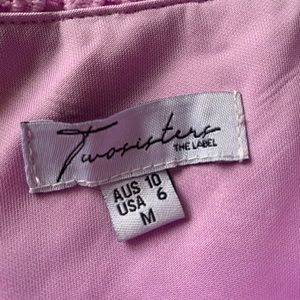 Twosisters
THE LABEL
AUS 10
USA 6
M